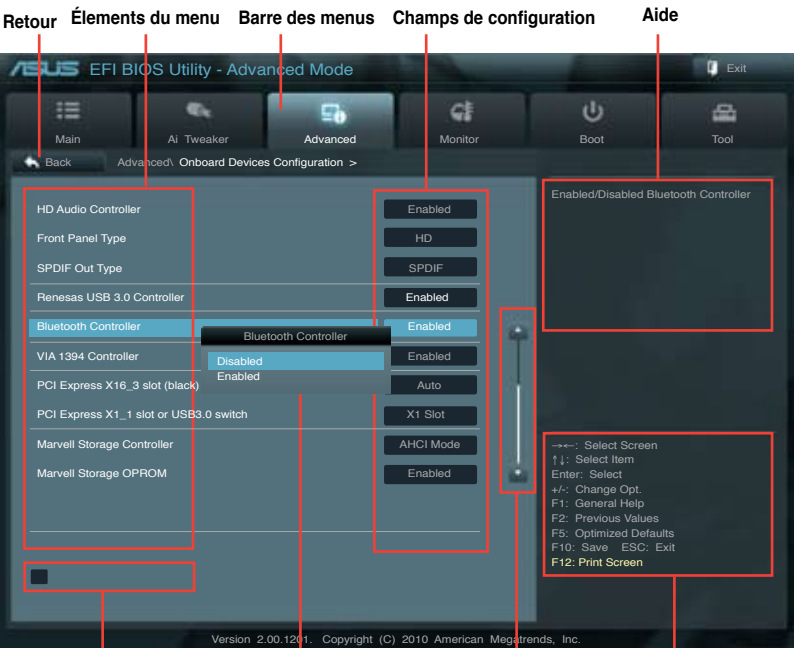 Retour Élements du menu Barre des menus Champs de configuration Aide
ASUS EFI BIOS Utility - Advanced Mode Exit
Main Ai Tweaker Advanced Monitor Boot Tool
Back Advanced\ Onboard Devices Configuration >
Enabled/Disabled Bluetooth Controller
HD Audio Controller Enabled
Front Panel Type HD
SPDIF Out Type SPDIF
Renesas USB 3.0 Controller Enabled
Bluetooth Controller Enabled
Bluetooth Controller
Disabled
Enabled
VIA 1394 Controller Enabled
PCI Express X16_3 slot (black) Auto
PCI Express X1_1 slot or USB3.0 switch X1 Slot
Marvell Storage Controller AHCI Mode
Marvell Storage OPROM Enabled
→←: Select Screen
↑↓: Select Item
Enter: Select
+/-: Change Opt.
F1: General Help
F2: Previous Values
F5: Optimized Defaults
F10: Save ESC: Exit
F12: Print Screen
Version 2.00.1201. Copyright (C) 2010 American Megatrends, Inc.